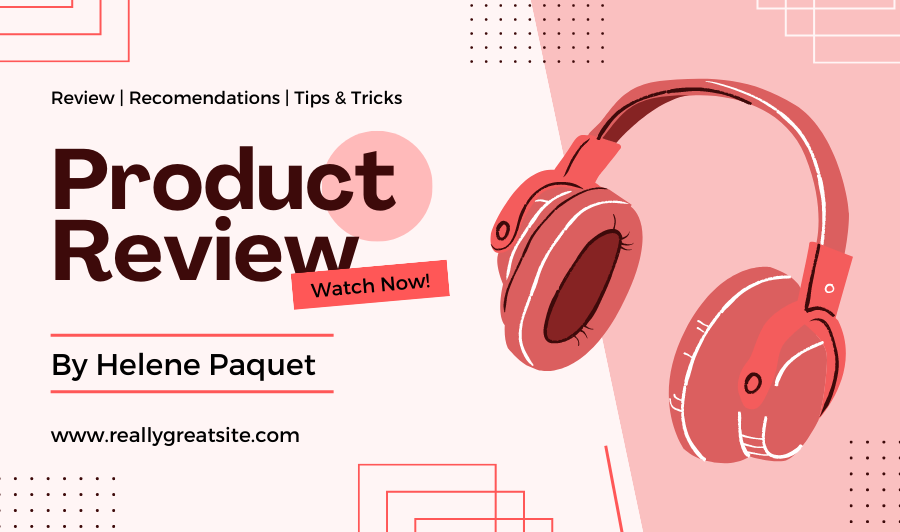 Review | Recomendations | Tips & Tricks
Product
Review
Watch Now!
By Helene Paquet
www.reallygreatsite.com